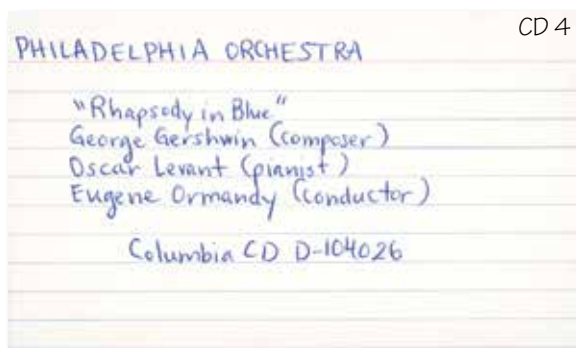 CD 4
PHILADELPHIA ORCHESTRA
"Rhapsody in Blue"
George Gershwin (composer)
Oscar Levant (pianist)
Eugene Ormandy (conductor)
Columbia CD D-104026